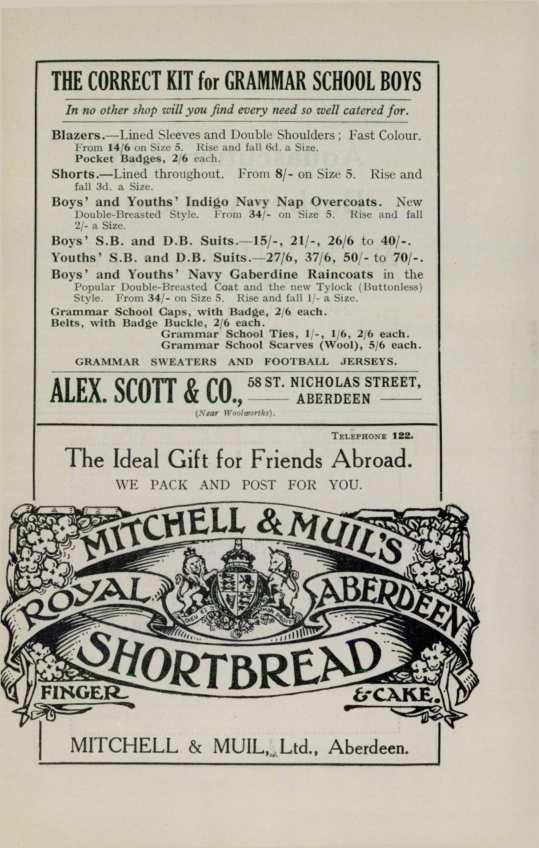 THE CORRECT KIT for GRAMMAR SCHOOL BOYS
In no other shop will you find every need so well catered for.
Blazers.—Lined Sleeves and Double Shoulders ; Fast Colour.
From 14/6 on Size 5. Rise and fall 6d. a Size.
Pocket Badges, 2/6 each.
Shorts.—Lined throughout. From 8/- on Size 5. Rise and
fall 3d. a Size.
Boys' and Youths' Indigo Navy Nap Overcoats. New
Double-Breasted Style. From 34/- on Size 5. Rise and fall
2/- a Size.
Boys' S.B. and D.B. Suits.—15/-, 21/-, 26/6 to 40/-.
Youths' S.B. and D.B. Suits.—27/6, 37/6, 50/- to 70/-.
Boys' and Youths' Navy Gaberdine Raincoats in the
Popular Double-Breasted Coat and the new Tylock (Buttonless)
Style. From 34/- on Size 5. Rise and fall 1/- a Size.
Grammar School Caps, with Badge, 2/6 each.
Belts, with Badge Buckle, 2/6 each.
Grammar School Ties, 1/-, 1/6, 2/6 each.
Grammar School Scarves (Wool), 5/6 each.
GRAMMAR SWEATERS AND FOOTBALL JERSEYS.
ALEX. SCOTT & CO., 58 ST. NICHOLAS STREET,
ABERDEEN
(Near Woolworths).
TELEPHONE 122.
The Ideal Gift for Friends Abroad.
WE PACK AND POST FOR YOU.
MITCHELL & MUIL'S
ROYAL ABERDEEN
SHORTBREAD
FINGER & CAKE.
MITCHELL & MUIL, Ltd., Aberdeen.